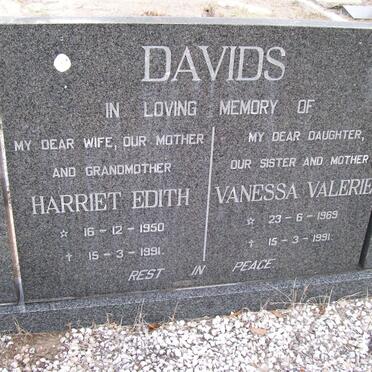 DAVIDS
IN LOVING MEMORY OF
MY DEAR WIFE, OUR MOTHER
AND GRANDMOTHER
HARRIET EDITH
☆ 16-12-1950
† 15-3-1991.
MY DEAR DAUGHTER,
OUR SISTER AND MOTHER
VANESSA VALERIE
☆ 23-6-1969
† 15-3-1991.
REST IN PEACE.